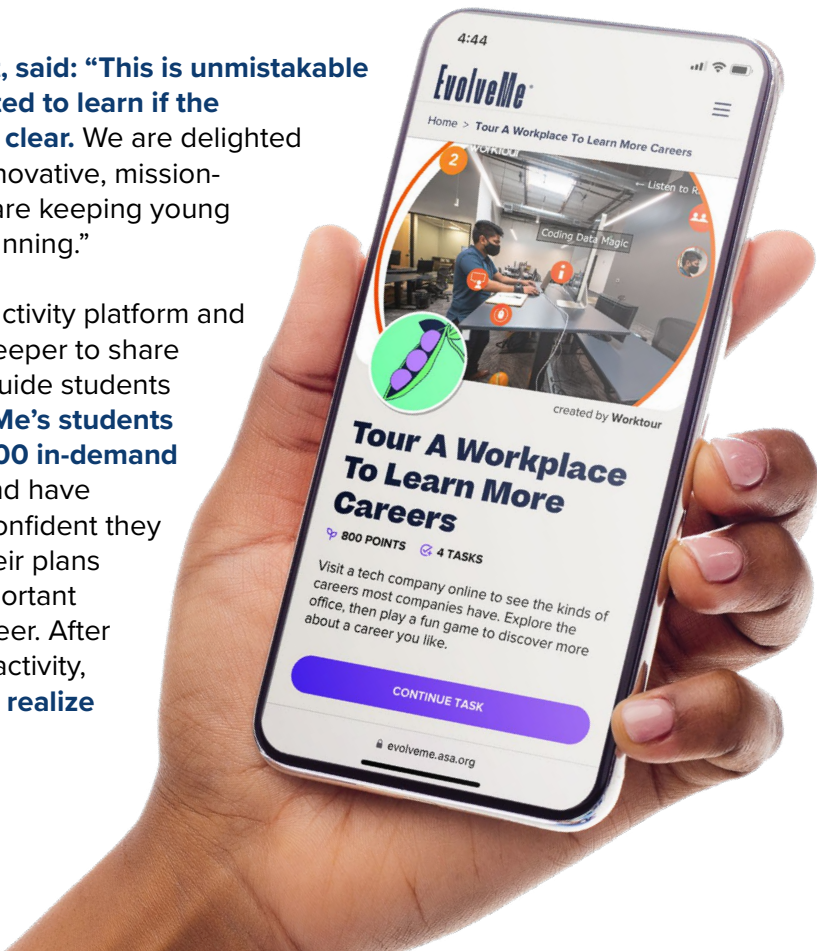 , said: “This is unmistakable
ted to learn if the
clear. We are delighted
novative, mission-
are keeping young
nning.”
ctivity platform and
eeper to share
uide students
Me’s students
00 in-demand
nd have
onfident they
eir plans
portant
eer. After
activity,
realize
4:44
EvolveMe
Home > Tour A Workplace To Learn More Careers
2
WORKTOUR
← Listen to R
Coding Data Magic
created by Worktour
Tour A Workplace
To Learn More
Careers
800 POINTS 4 TASKS
Visit a tech company online to see the kinds of
careers most companies have. Explore the
office, then play a fun game to discover more
about a career you like.
CONTINUE TASK
evolveme.asa.org